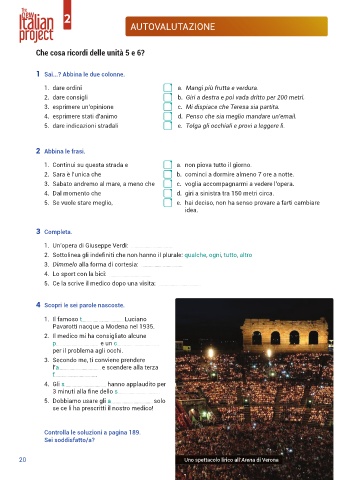 The
new
Italian
project
2
AUTOVALUTAZIONE
Che cosa ricordi delle unità 5 e 6?
1 Sai...? Abbina le due colonne.
1. dare ordini
2. dare consigli
3. esprimere un'opinione
4. esprimere stati d'animo
5. dare indicazioni stradali
a. Mangi più frutta e verdura.
b. Giri a destra e poi vada dritto per 200 metri.
c. Mi dispiace che Teresa sia partita.
d. Penso che sia meglio mandare un'email.
e. Tolga gli occhiali e provi a leggere lì.
2 Abbina le frasi.
1. Continui su questa strada e
2. Sarà è l'unica che
3. Sabato andremo al mare, a meno che
4. Dal momento che
5. Se vuole stare meglio,
a. non piova tutto il giorno.
b. cominci a dormire almeno 7 ore a notte.
c. voglia accompagnarmi a vedere l'opera.
d. giri a sinistra tra 150 metri circa.
e. hai deciso, non ha senso provare a farti cambiare
idea.
3 Completa.
1. Un'opera di Giuseppe Verdi:
2. Sottolinea gli indefiniti che non hanno il plurale: qualche, ogni, tutto, altro
3. Dimmelo alla forma di cortesia:
4. Lo sport con la bici:
5. Ce la scrive il medico dopo una visita:
4 Scopri le sei parole nascoste.
1. Il famoso t Luciano
Pavarotti nacque a Modena nel 1935.
2. Il medico mi ha consigliato alcune
p e un c
per il problema agli occhi.
3. Secondo me, ti conviene prendere
l'a e scendere alla terza
f
4. Gli s hanno applaudito per
3 minuti alla fine dello s
5. Dobbiamo usare gli a solo
se ce li ha prescritti il nostro medico!
Controlla le soluzioni a pagina 189.
Sei soddisfatto/a?
20
Uno spettacolo lirico all'Arena di Verona